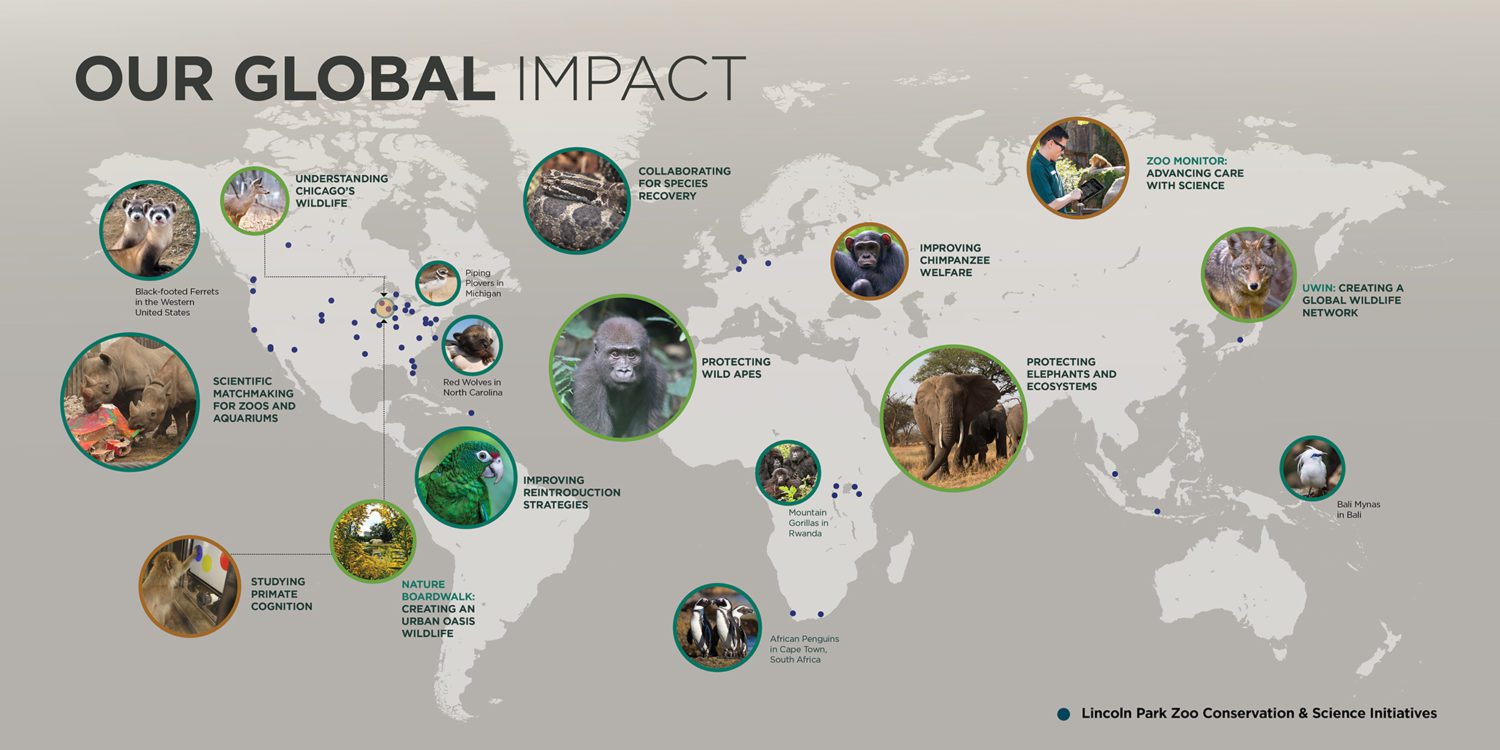 OUR GLOBAL IMPACT
UNDERSTANDING
CHICAGO'S
WILDLIFE
COLLABORATING
FOR SPECIES
RECOVERY
ZOO MONITOR:
ADVANCING CARE
WITH SCIENCE
Black-footed Ferrets
in the Western
United States
Piping
Plovers in
Michigan
IMPROVING
CHIMPANZEE
WELFARE
UWIN: CREATING A
GLOBAL WILDLIFE
NETWORK
SCIENTIFIC
MATCHMAKING
FOR ZOOS AND
AQUARIUMS
Red Wolves in
North Carolina
PROTECTING
WILD APES
PROTECTING
ELEPHANTS AND
ECOSYSTEMS
IMPROVING
REINTRODUCTION
STRATEGIES
Mountain
Gorillas in
Rwanda
Bali Mynas
in Bali
STUDYING
PRIMATE
COGNITION
NATURE
BOARDWALK:
CREATING AN
URBAN OASIS
WILDLIFE
African Penguins
in Cape Town,
South Africa
Lincoln Park Zoo Conservation & Science Initiatives